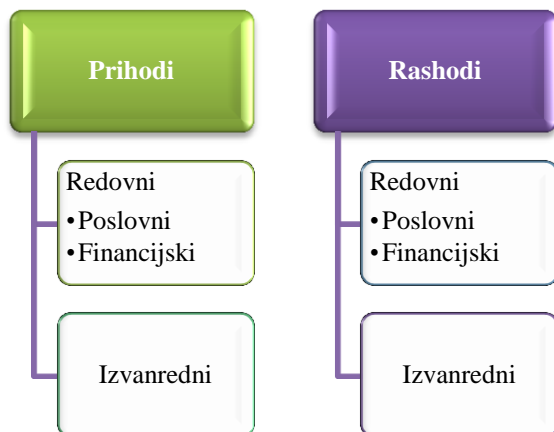 Prihodi
Redovni
•Poslovni
•Financijski
Izvanredni
Rashodi
Redovni
•Poslovni
•Financijski
Izvanredni